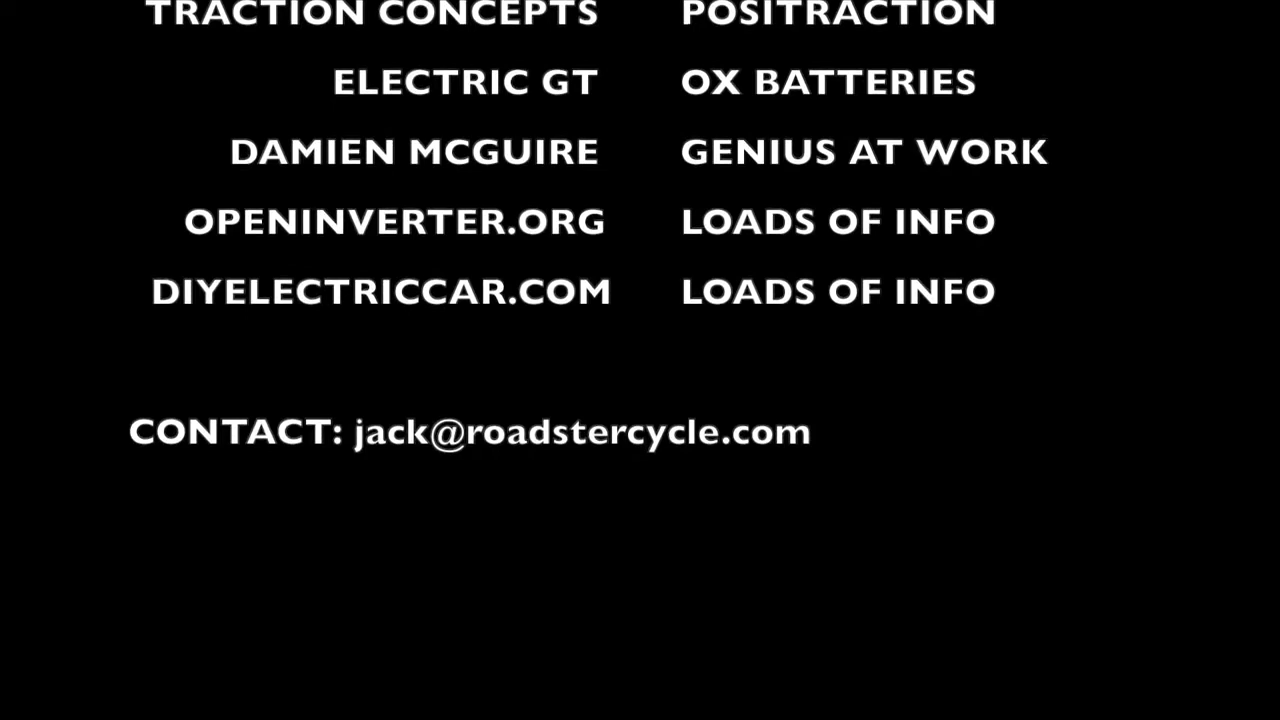 TRACTION CONCEPTS POSITRACTION
ELECTRIC GT OX BATTERIES
DAMIEN MCGUIRE GENIUS AT WORK
OPENINVERTER.ORG LOADS OF INFO
DIYELECTRICCAR.COM LOADS OF INFO
CONTACT: jack@roadstercycle.com